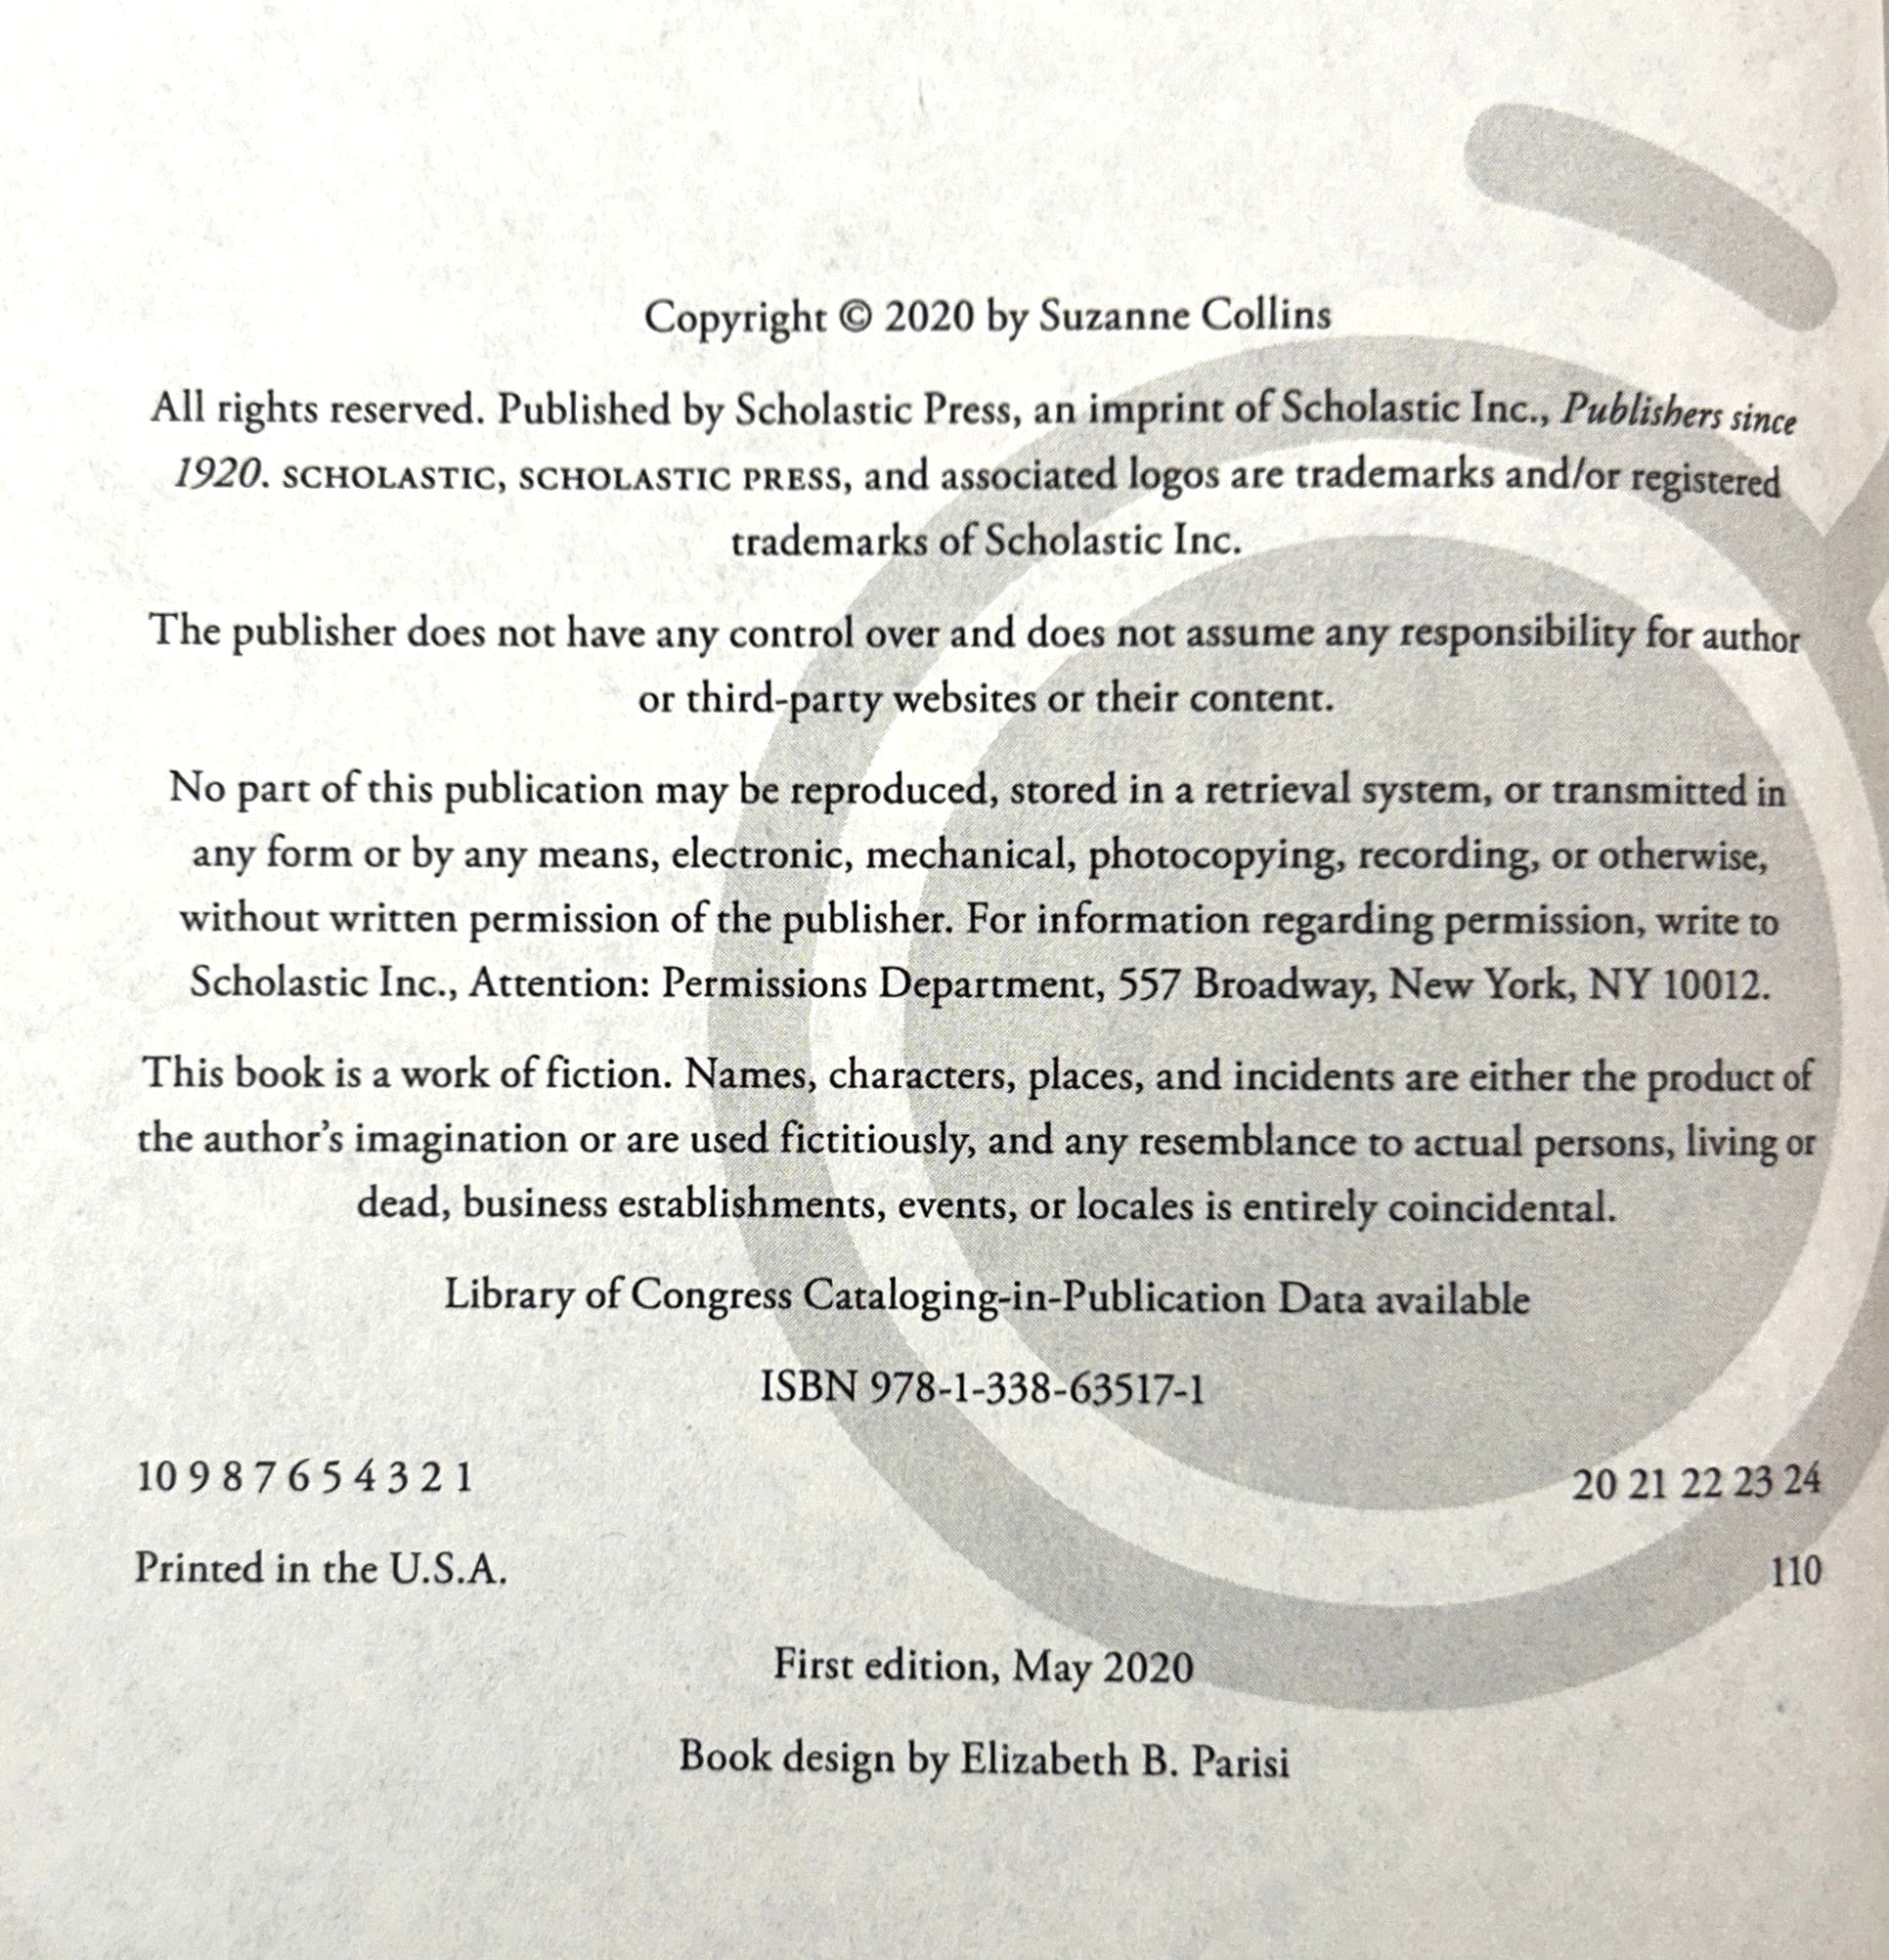 Copyright © 2020 by Suzanne Collins
All rights reserved. Published by Scholastic Press, an imprint of Scholastic Inc., Publishers since
1920. SCHOLASTIC, SCHOLASTIC PRESS, and associated logos are trademarks and/or registered
trademarks of Scholastic Inc.
The publisher does not have any control over and does not assume any responsibility for author
or third-party websites or their content.
No part of this publication may be reproduced, stored in a retrieval system, or transmitted in
any form or by any means, electronic, mechanical, photocopying, recording, or otherwise,
without written permission of the publisher. For information regarding permission, write to
Scholastic Inc., Attention: Permissions Department, 557 Broadway, New York, NY 10012.
This book is a work of fiction. Names, characters, places, and incidents are either the product of
the author’s imagination or are used fictitiously, and any resemblance to actual persons, living or
dead, business establishments, events, or locales is entirely coincidental.
Library of Congress Cataloging-in-Publication Data available
ISBN 978-1-338-63517-1
10 9 8 7 6 5 4 3 2 1 20 21 22 23 24
Printed in the U.S.A. 110
First edition, May 2020
Book design by Elizabeth B. Parisi